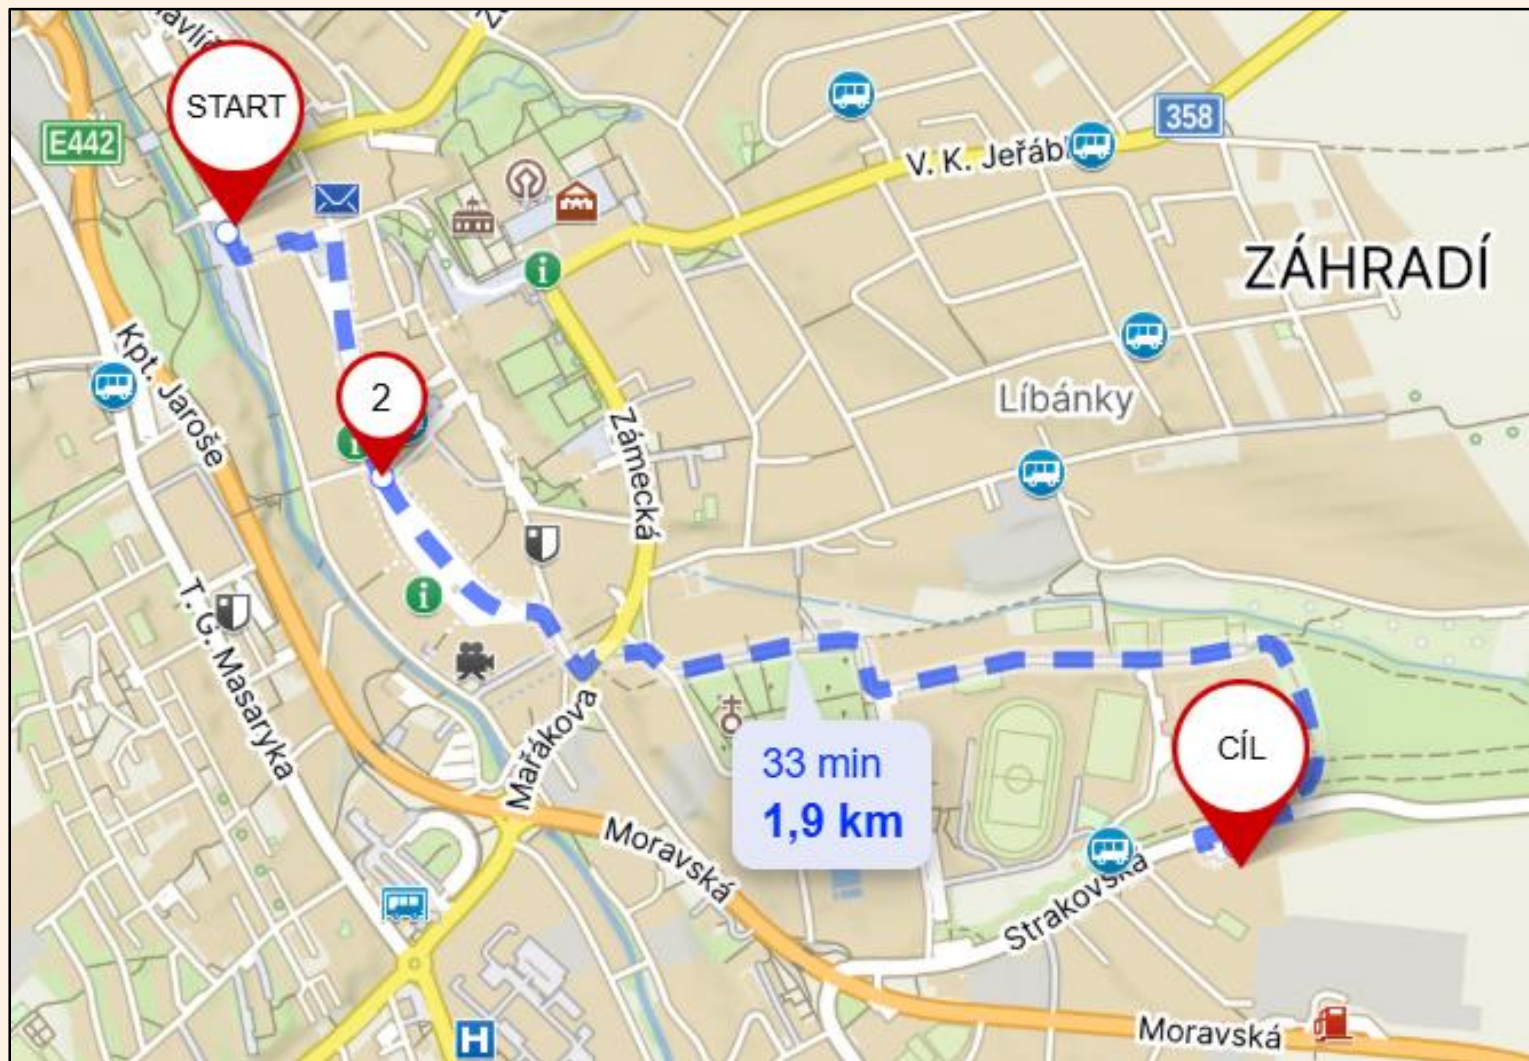 START
E442
358
V. K. Jeřáb
ZÁHRADÍ
Kpt. Jaroše
2
Líbánky
Zámecká
T. G. Masaryka
Mařákova
33 min
1,9 km
CÍL
Moravská
Strakovská
H
Moravská